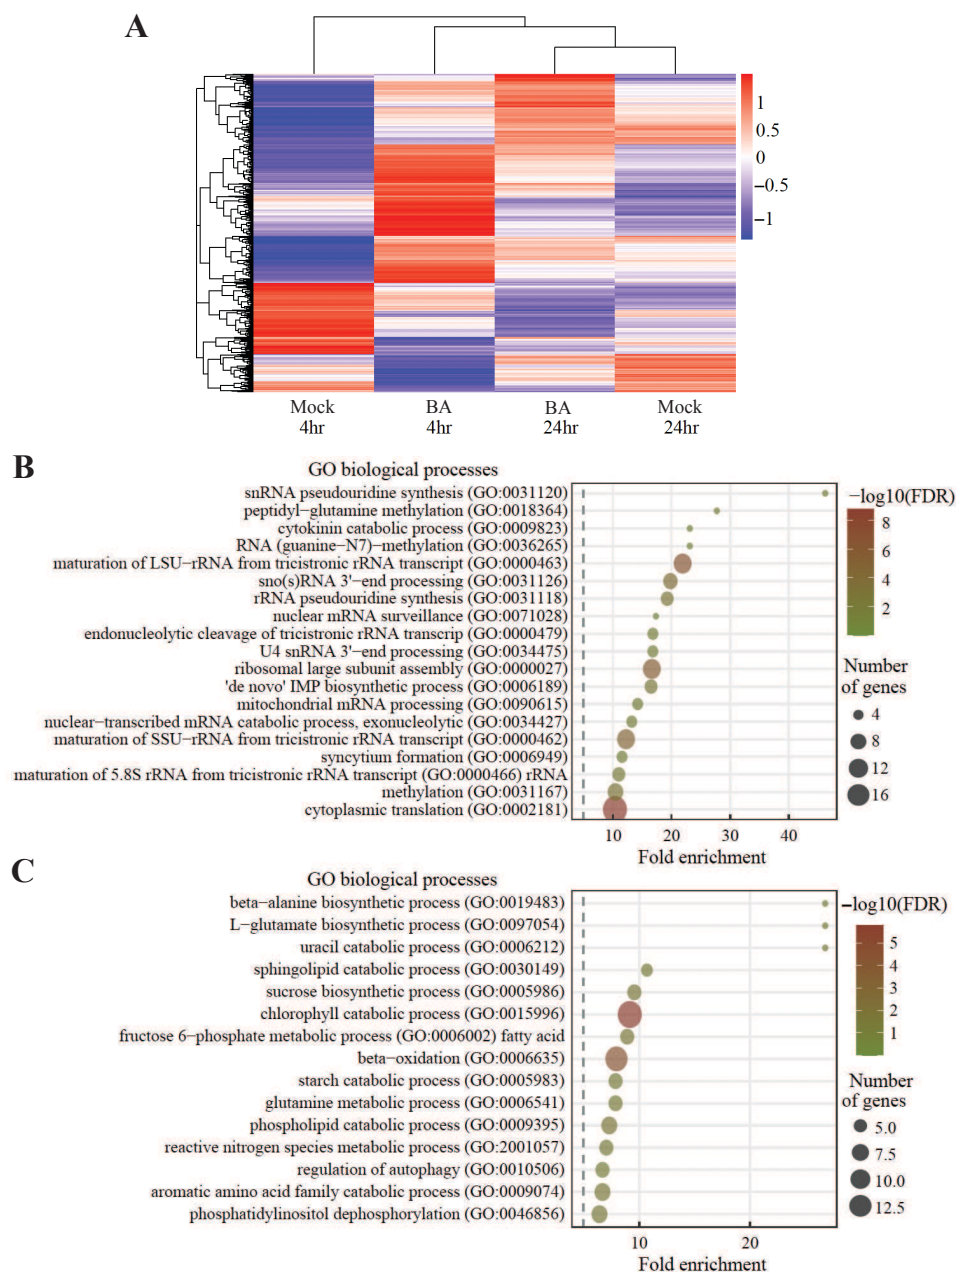 A
1
0.5
0
−0.5
−1
Mock
4hr
BA
4hr
BA
24hr
Mock
24hr
B
GO biological processes
snRNA pseudouridine synthesis (GO:0031120)
peptidyl−glutamine methylation (GO:0018364)
cytokinin catabolic process (GO:0009823)
RNA (guanine−N7)−methylation (GO:0036265)
maturation of LSU−rRNA from tricistronic rRNA transcript (GO:0000463)
sno(s)RNA 3'−end processing (GO:0031126)
rRNA pseudouridine synthesis (GO:0031118)
nuclear mRNA surveillance (GO:0071028)
endonucleolytic cleavage of tricistronic rRNA transcrip (GO:0000479)
U4 snRNA 3'−end processing (GO:0034475)
ribosomal large subunit assembly (GO:0000027)
'de novo' IMP biosynthetic process (GO:0006189)
mitochondrial mRNA processing (GO:0090615)
nuclear−transcribed mRNA catabolic process, exonucleolytic (GO:0034427)
maturation of SSU−rRNA from tricistronic rRNA transcript (GO:0000462)
syncytium formation (GO:0006949)
maturation of 5.8S rRNA from tricistronic rRNA transcript (GO:0000466) rRNA
methylation (GO:0031167)
cytoplasmic translation (GO:0002181)
10 20 30 40
Fold enrichment
−log10(FDR)
8
6
4
2
Number
of genes
4
8
12
16
C
GO biological processes
beta−alanine biosynthetic process (GO:0019483)
L−glutamate biosynthetic process (GO:0097054)
uracil catabolic process (GO:0006212)
sphingolipid catabolic process (GO:0030149)
sucrose biosynthetic process (GO:0005986)
chlorophyll catabolic process (GO:0015996)
fructose 6−phosphate metabolic process (GO:0006002) fatty acid
beta−oxidation (GO:0006635)
starch catabolic process (GO:0005983)
glutamine metabolic process (GO:0006541)
phospholipid catabolic process (GO:0009395)
reactive nitrogen species metabolic process (GO:2001057)
regulation of autophagy (GO:0010506)
aromatic amino acid family catabolic process (GO:0009074)
phosphatidylinositol dephosphorylation (GO:0046856)
10 20
Fold enrichment
−log10(FDR)
5
4
3
2
1
Number
of genes
5.0
7.5
10.0
12.5